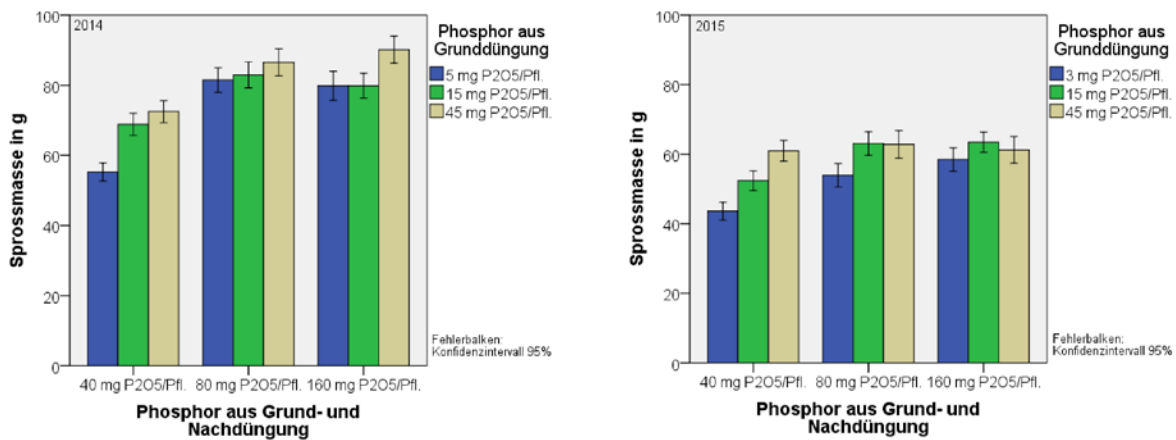 2014
100
80
60
40
20
0
Sprossmasse in g
40 mg P2O5/Pfl.
80 mg P2O5/Pfl.
160 mg P2O5/Pfl.
Phosphor aus Grund- und
Nachdüngung
Phosphor aus
Grunddüngung
5 mg P2O5/Pfl.
15 mg P2O5/Pfl.
45 mg P2O5/Pfl.
Fehlerbalken:
Konfidenzintervall 95%
2015
100
80
60
40
20
0
Sprossmasse in g
40 mg P2O5/Pfl.
80 mg P2O5/Pfl.
160 mg P2O5/Pfl.
Phosphor aus Grund- und
Nachdüngung
Phosphor aus
Grunddüngung
3 mg P2O5/Pfl.
15 mg P2O5/Pfl.
45 mg P2O5/Pfl.
Fehlerbalken:
Konfidenzintervall 95%